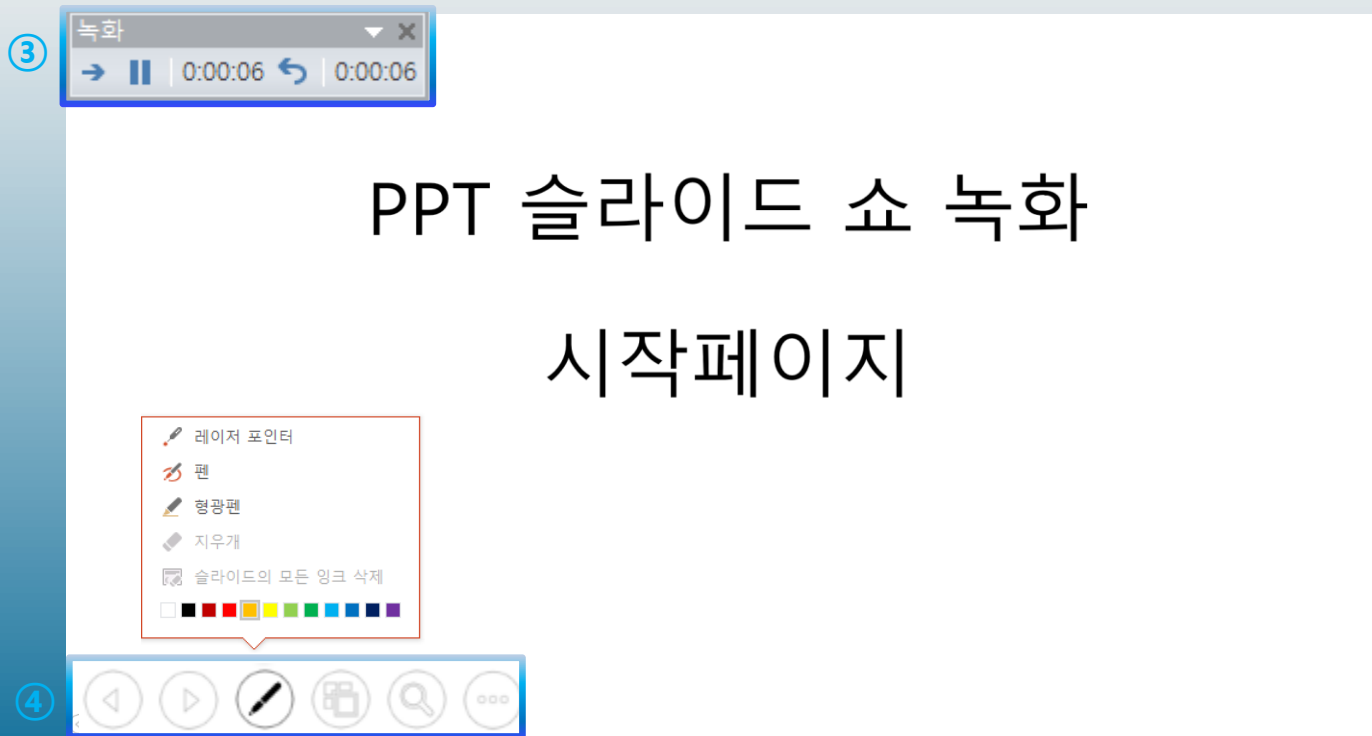 ③
녹화
0:00:06 0:00:06
PPT 슬라이드 쇼 녹화
시작페이지
레이저 포인터
펜
형광펜
지우개
슬라이드의 모든 잉크 삭제
④